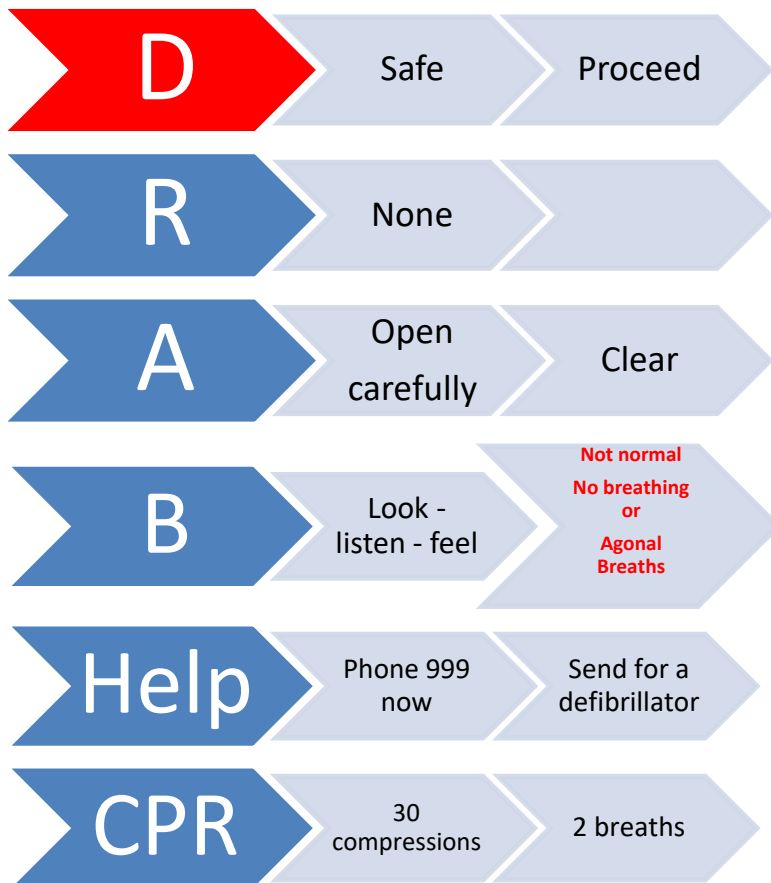 D
Safe
Proceed
R
None
A
Open
carefully
Clear
B
Look -
listen - feel
Not normal
No breathing
or
Agonal
Breaths
Help
Phone 999
now
Send for a
defibrillator
CPR
30
compressions
2 breaths